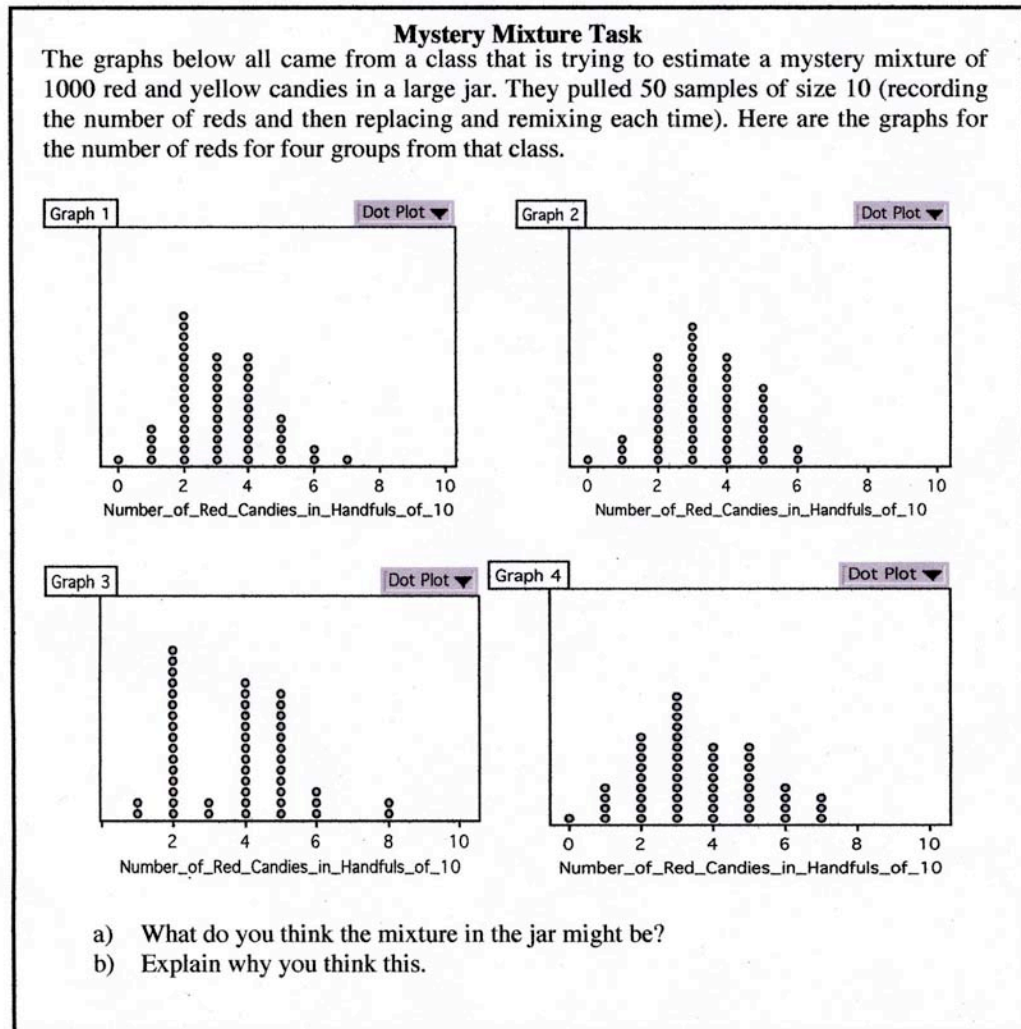 Mystery Mixture Task
The graphs below all came from a class that is trying to estimate a mystery mixture of
1000 red and yellow candies in a large jar. They pulled 50 samples of size 10 (recording
the number of reds and then replacing and remixing each time). Here are the graphs for
the number of reds for four groups from that class.
Graph 1
Dot Plot
0 2 4 6 8 10
Number_of_Red_Candies_in_Handfuls_of_10
Graph 2
Dot Plot
0 2 4 6 8 10
Number_of_Red_Candies_in_Handfuls_of_10
Graph 3
Dot Plot
2 4 6 8 10
Number_of_Red_Candies_in_Handfuls_of_10
Graph 4
Dot Plot
0 2 4 6 8 10
Number_of_Red_Candies_in_Handfuls_of_10
a) What do you think the mixture in the jar might be?
b) Explain why you think this.